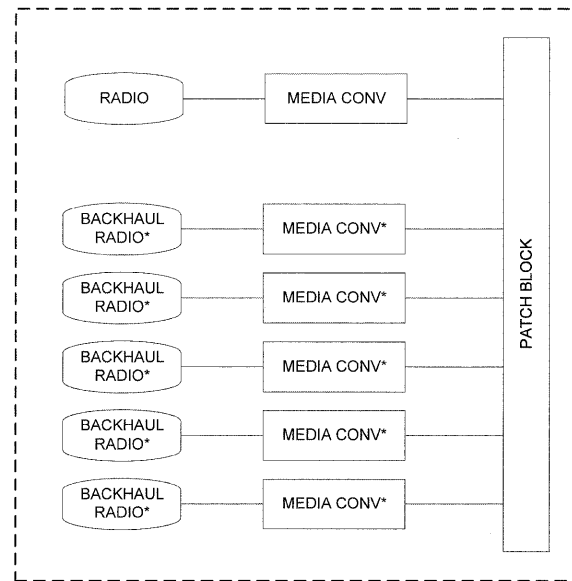 RADIO
MEDIA CONV
BACKHAUL
RADIO*
MEDIA CONV*
BACKHAUL
RADIO*
MEDIA CONV*
BACKHAUL
RADIO*
MEDIA CONV*
BACKHAUL
RADIO*
MEDIA CONV*
BACKHAUL
RADIO*
MEDIA CONV*
PATCH BLOCK